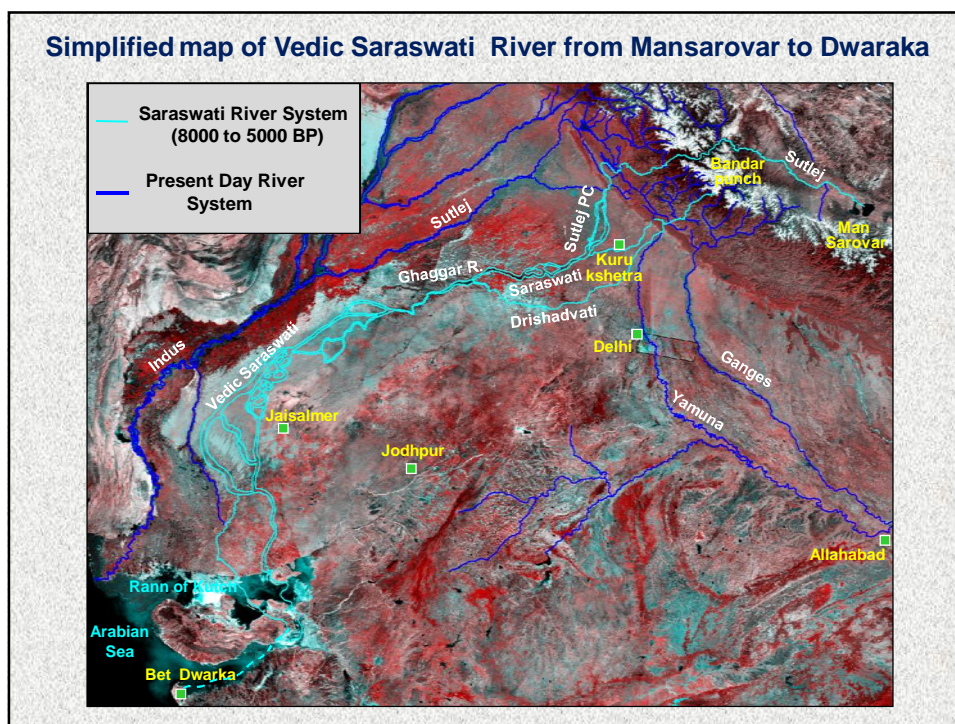 Simplified map of Vedic Saraswati River from Mansarovar to Dwaraka
Saraswati River System
(8000 to 5000 BP)
Present Day River
System
Bandar
punch
Sutlej
Man
Sarovar
Sutlej
Sutlej PC
Kuru
kshetra
Ghaggar R.
Saraswati
Drishadvati
Delhi
Indus
Vedic Saraswati
Ganges
Yamuna
Jaisalmer
Jodhpur
Allahabad
Rann of Kutch
Arabian
Sea
Bet Dwarka